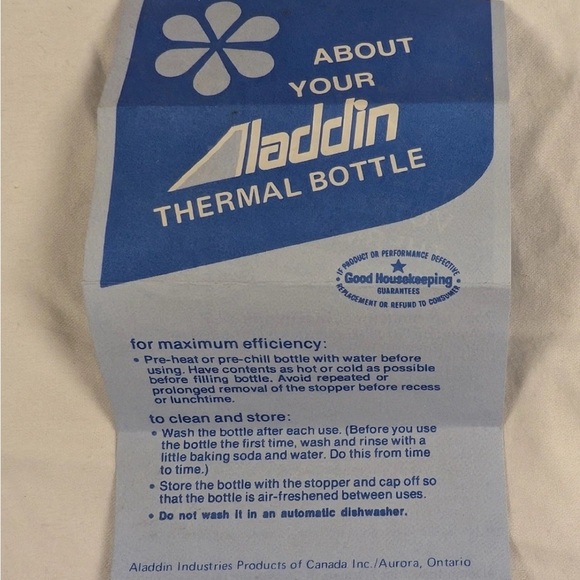 ABOUT
YOUR
Aladdin
THERMAL BOTTLE
• IF PRODUCT OR PERFORMANCE DEFECTIVE •
Good Housekeeping
GUARANTEES
REPLACEMENT OR REFUND TO CONSUMER
for maximum efficiency:
• Pre-heat or pre-chill bottle with water before
using. Have contents as hot or cold as possible
before filling bottle. Avoid repeated or
prolonged removal of the stopper before recess
or lunchtime.
to clean and store:
• Wash the bottle after each use. (Before you use
the bottle the first time, wash and rinse with a
little baking soda and water. Do this from time
to time.)
• Store the bottle with the stopper and cap off so
that the bottle is air-freshened between uses.
• Do not wash it in an automatic dishwasher.
Aladdin Industries Products of Canada Inc./Aurora, Ontario